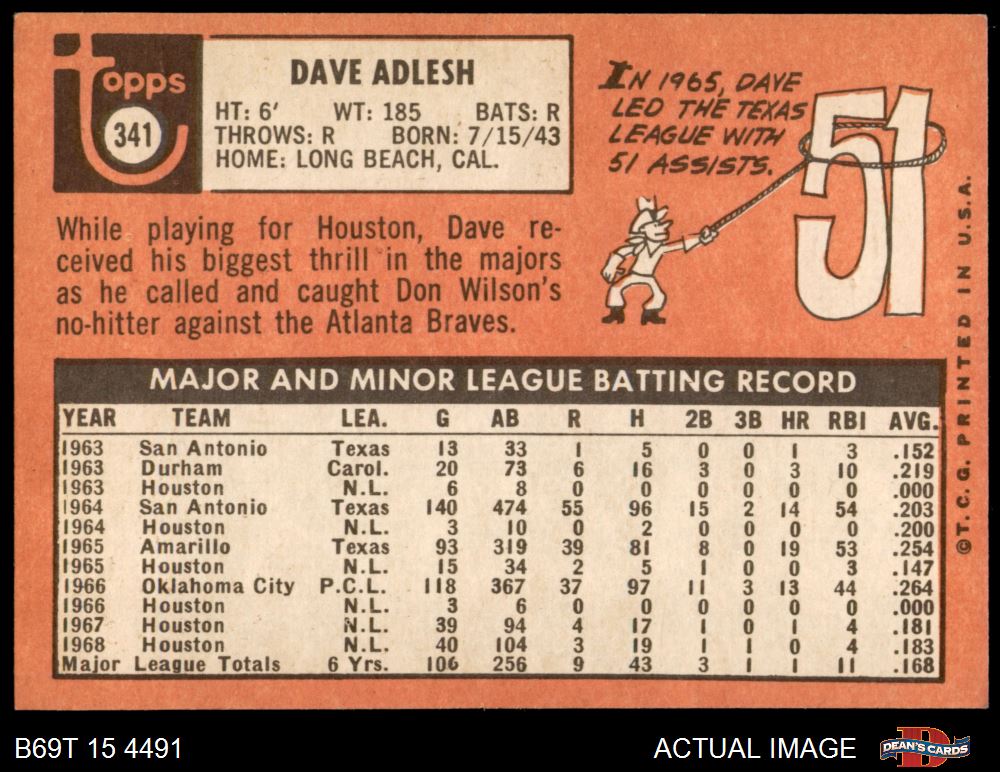 topps
341
DAVE ADLESH
HT: 6' WT: 185 BATS: R
THROWS: R BORN: 7/15/43
HOME: LONG BEACH, CAL.
IN 1965, DAVE
LED THE TEXAS
LEAGUE WITH
51 ASSISTS.
51
While playing for Houston, Dave re-
ceived his biggest thrill in the majors
as he called and caught Don Wilson's
no-hitter against the Atlanta Braves.
MAJOR AND MINOR LEAGUE BATTING RECORD
YEAR TEAM LEA. G AB R H 2B 3B HR RBI AVG.
1963 San Antonio Texas 13 33 1 5 0 0 1 3 .152
1963 Durham Carol. 20 73 6 16 3 0 3 10 .219
1963 Houston N.L. 6 8 0 0 0 0 0 0 .000
1964 San Antonio Texas 140 474 55 96 15 2 14 54 .203
1964 Houston N.L. 3 10 0 2 0 0 0 0 .200
1965 Amarillo Texas 93 319 39 81 8 0 19 53 .254
1965 Houston N.L. 15 34 2 5 1 0 0 3 .147
1966 Oklahoma City P.C.L. 118 367 37 97 11 3 13 44 .264
1966 Houston N.L. 3 6 0 0 0 0 0 0 .000
1967 Houston N.L. 39 94 4 17 1 0 1 4 .181
1968 Houston N.L. 40 104 3 19 1 1 0 4 .183
Major League Totals 6 Yrs. 106 256 9 43 3 1 1 11 .168
©T.C.G. PRINTED IN U.S.A.
B69T 15 4491
ACTUAL IMAGE
D
DEAN'S CARDS